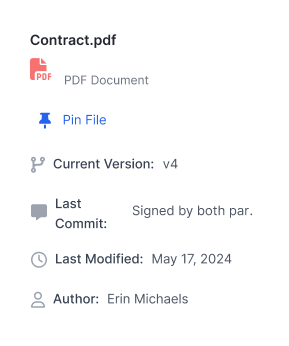 Contract.pdf
PDF
PDF Document
Pin File
Current Version: v4
Last
Commit:
Signed by both par.
Last Modified: May 17, 2024
Author: Erin Michaels